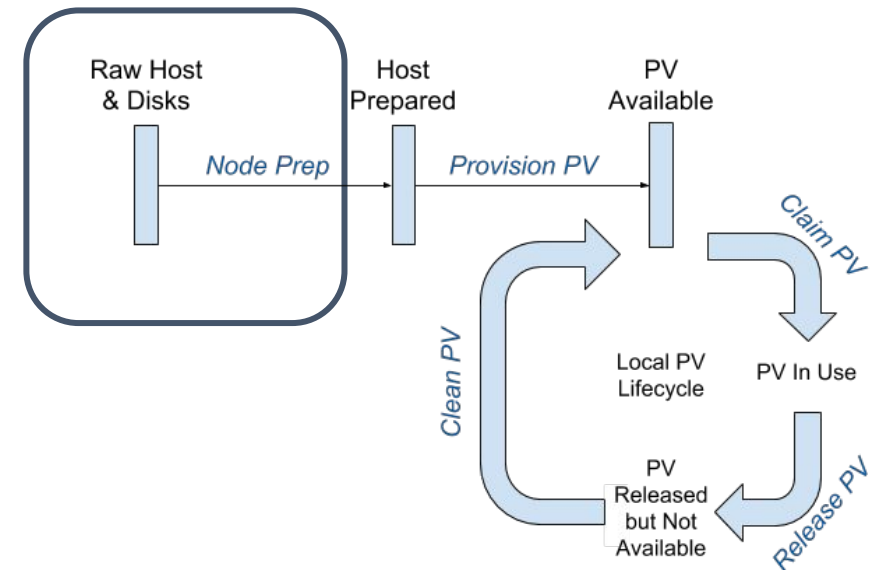 Raw Host
& Disks
Host
Prepared
PV
Available
Node Prep
Provision PV
Claim PV
Clean PV
Local PV
Lifecycle
PV In Use
PV
Released
but Not
Available
Release PV